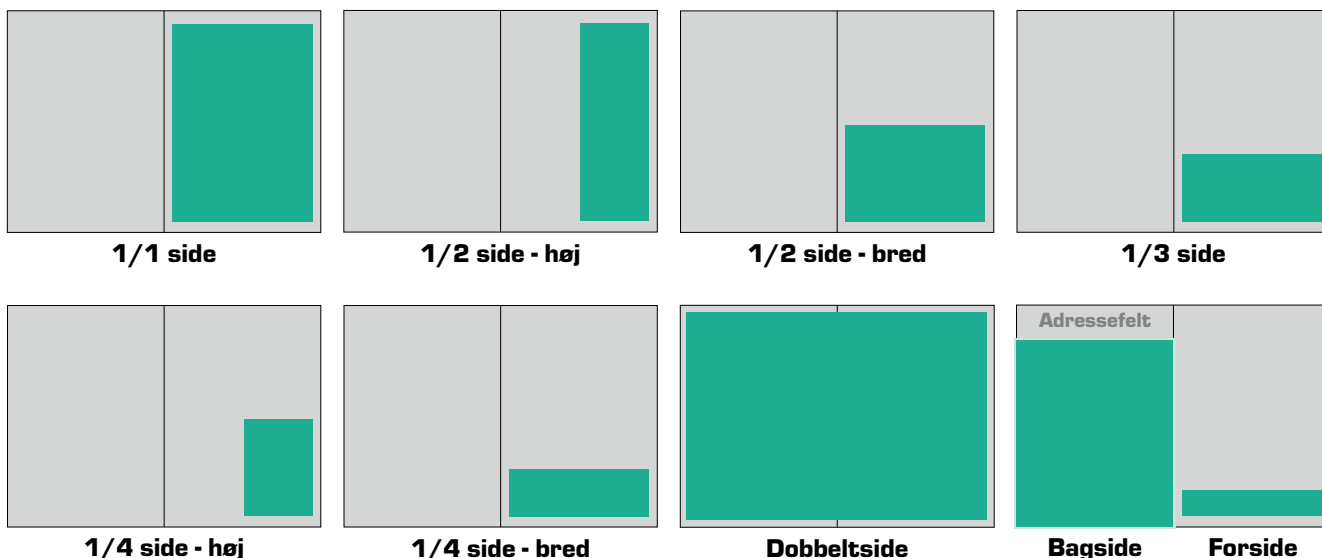 1/1 side
1/2 side - høj
1/2 side - bred
1/3 side
Adressefelt
1/4 side - høj
1/4 side - bred
Dobbeltside
Bagside
Forside